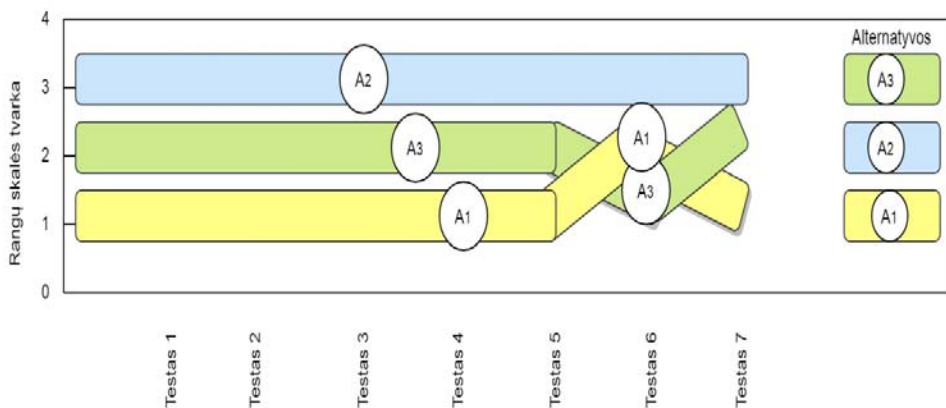 Rangų skalės tvarka
4
3
2
1
0
A2
A3
A1
A1
A3
Alternatyvos
A3
A2
A1
Testas 1
Testas 2
Testas 3
Testas 4
Testas 5
Testas 6
Testas 7